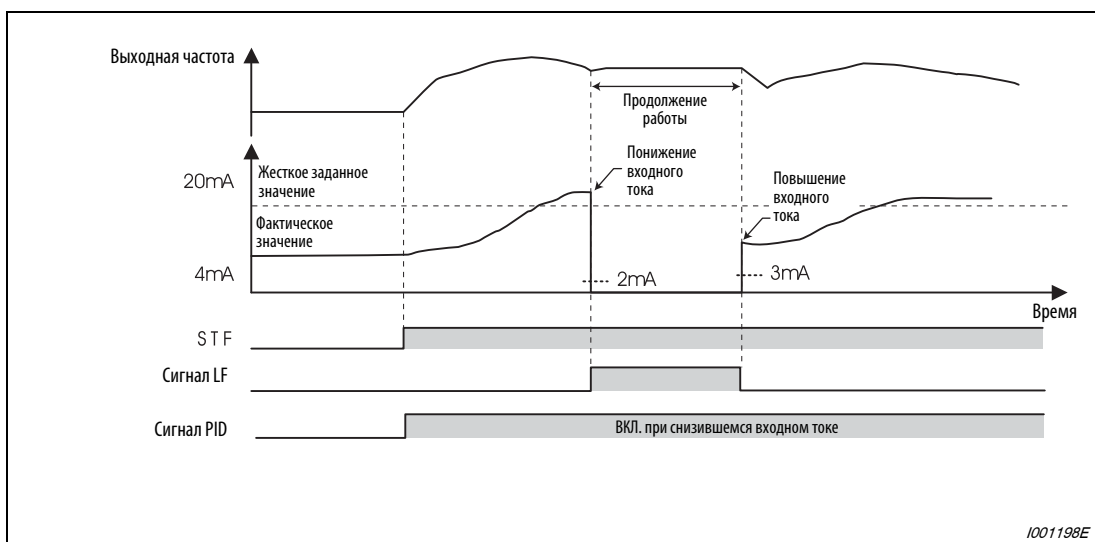 Выходная частота
Продолжение
работы
Понижение
входного
тока
20mA
Жесткое заданное
значение
Повышение
входного
тока
Фактическое
значение
4mA
2mA
3mA
Время
STF
Сигнал LF
Сигнал PID
ВКЛ. при снизившемся входном токе
I001198E